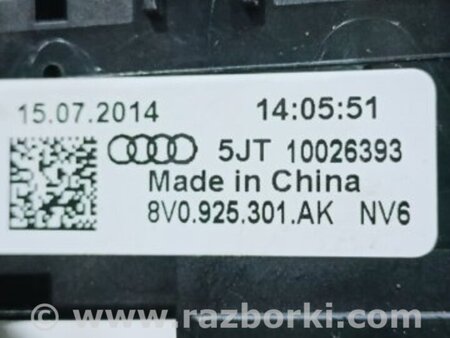 15.07.2014 14:05:51
5JT 10026393
Made in China
8V0.925.301.AK NV6
© www.razborki.com